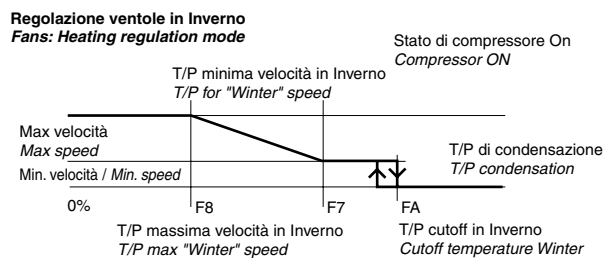 Regolazione ventole in Inverno
Fans: Heating regulation mode
Stato di compressore On
Compressor ON
T/P minima velocità in Inverno
T/P for "Winter" speed
Max velocità
Max speed
T/P di condensazione
T/P condensation
Min. velocità / Min. speed
0%
F8
F7
FA
T/P massima velocità in Inverno
T/P max "Winter" speed
T/P cutoff in Inverno
Cutoff temperature Winter